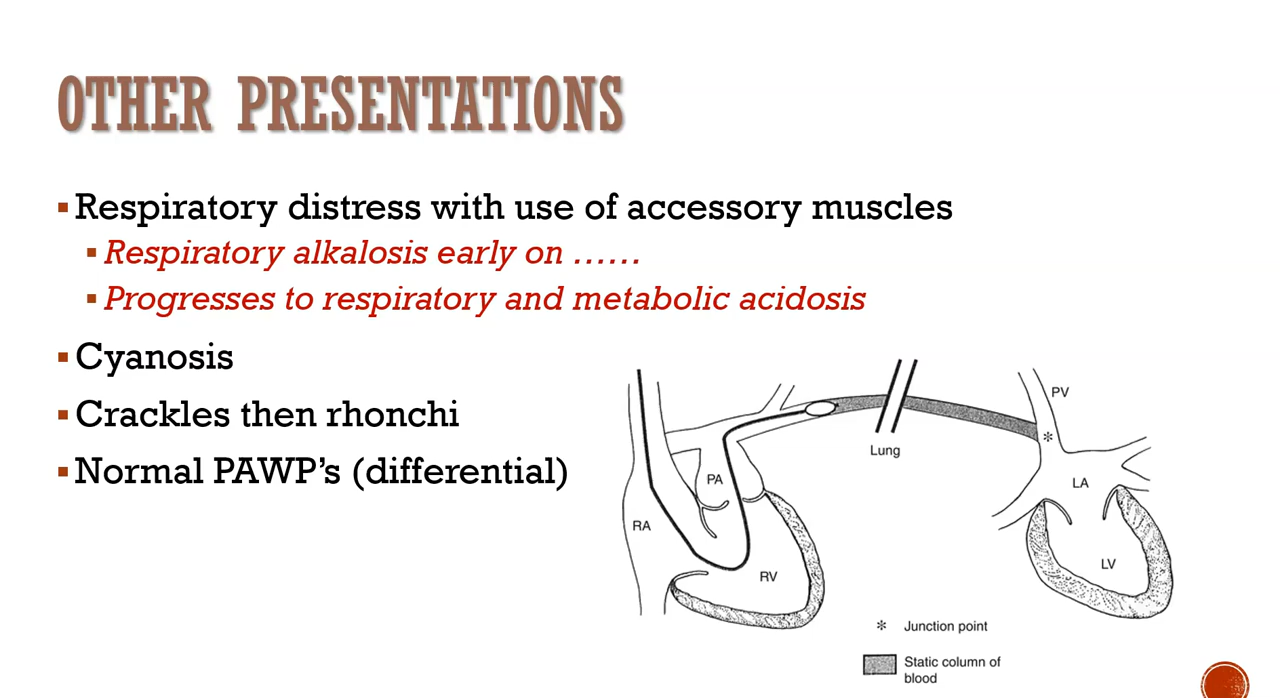 OTHER PRESENTATIONS
Respiratory distress with use of accessory muscles
Respiratory alkalosis early on ......
Progresses to respiratory and metabolic acidosis
Cyanosis
Crackles then rhonchi
Normal PAWP’s (differential)
PV
*
Lung
PA
LA
RA
LV
RV
* Junction point
Static column of
blood